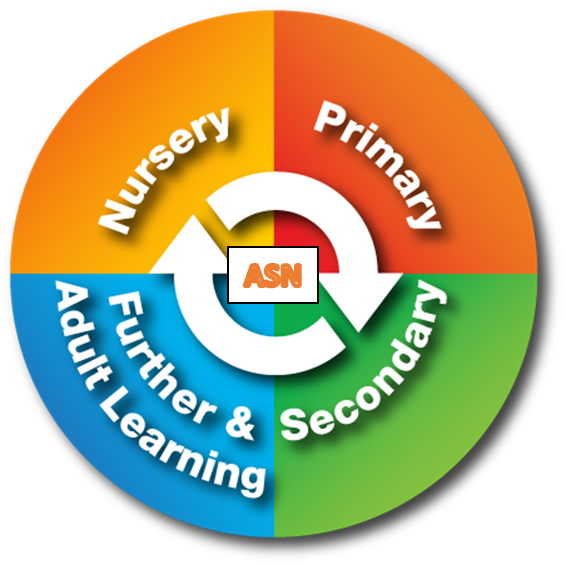 Nursery
Primary
ASN
Further &
Adult Learning
Secondary